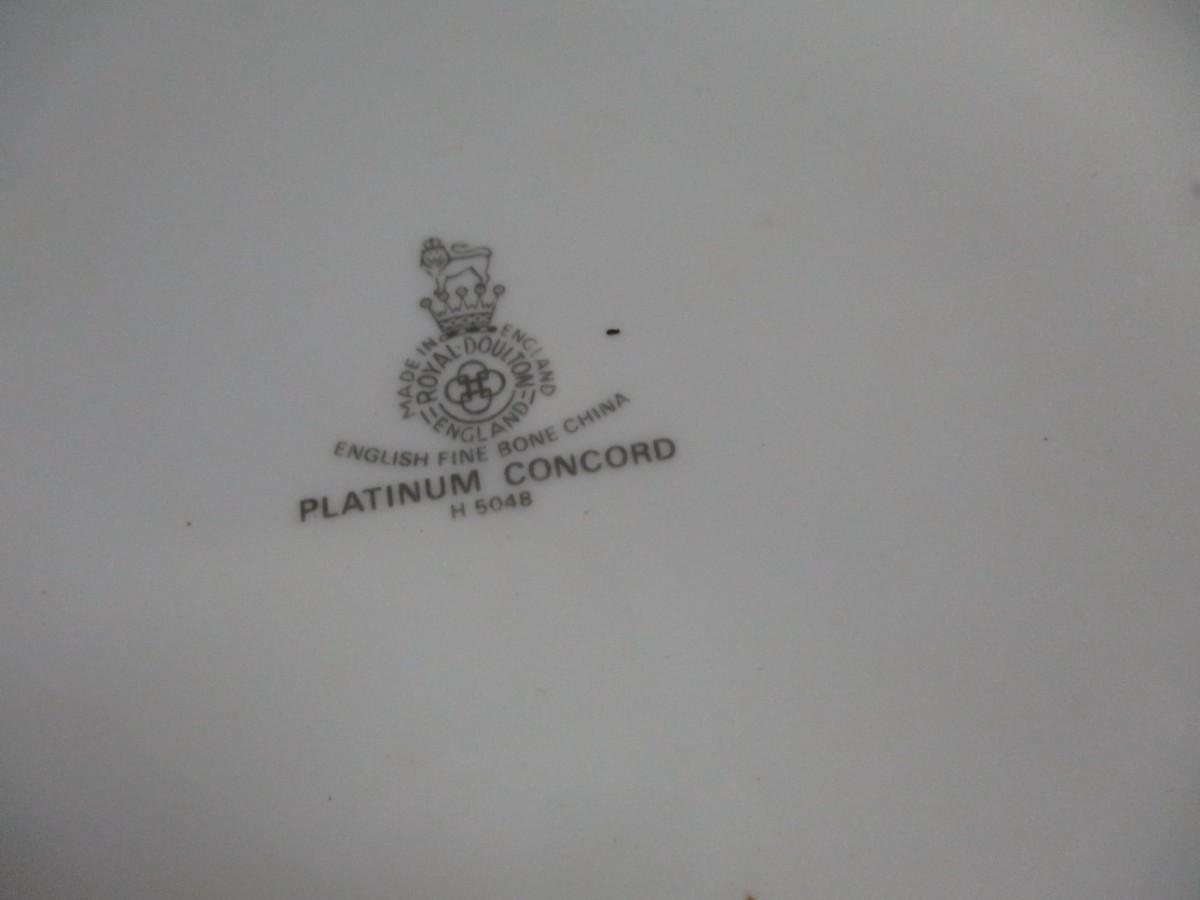 MADE IN ENGLAND
ROYAL·DOULTON
ENGLAND
ENGLISH FINE BONE CHINA
PLATINUM CONCORD
H 5048